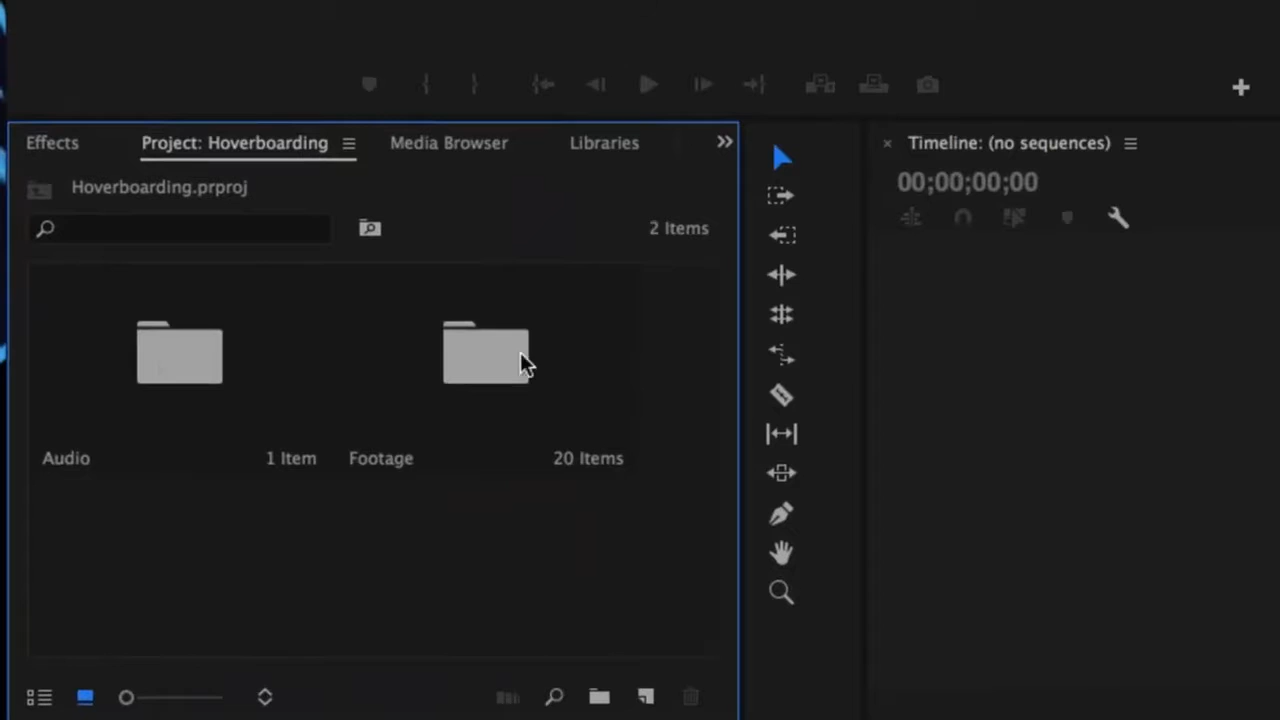 Effects Project: Hoverboarding Media Browser Libraries
Timeline: (no sequences)
Hoverboarding.prproj
00;00;00;00
2 Items
Audio 1 Item Footage 20 Items